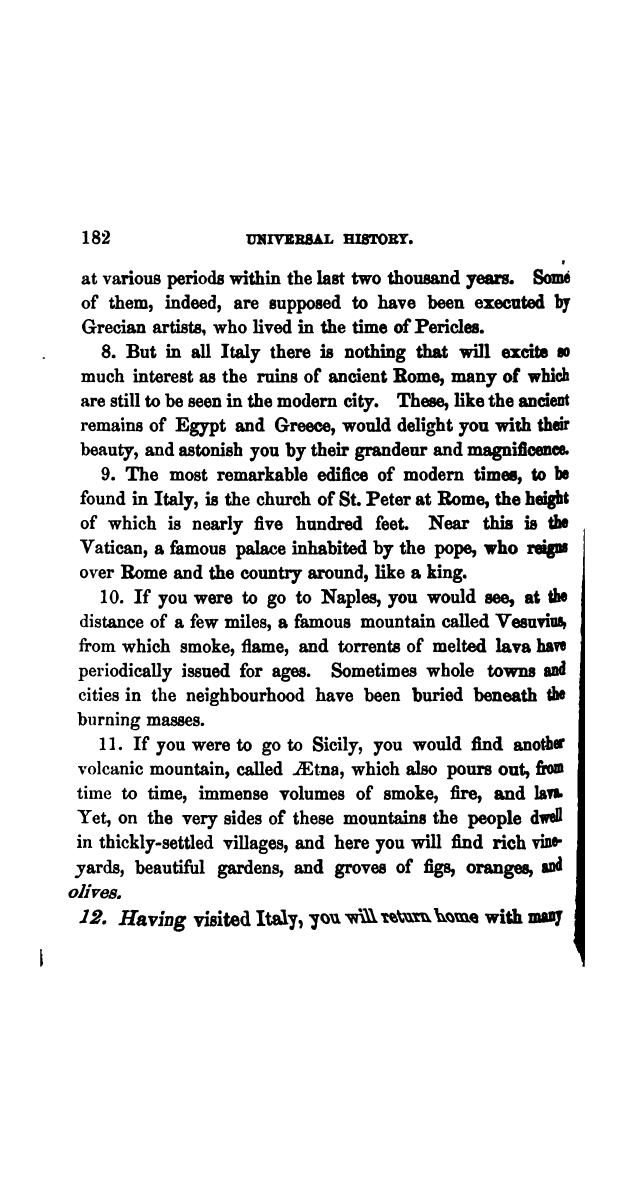 182 UNIVERSAL HISTORY.
at various periods within the last two thousand years. Some
of them, indeed, are supposed to have been executed by
Grecian artists, who lived in the time of Pericles.
8. But in all Italy there is nothing that will excite so
much interest as the ruins of ancient Rome, many of which
are still to be seen in the modern city. These, like the ancient
remains of Egypt and Greece, would delight you with their
beauty, and astonish you by their grandeur and magnificence.
9. The most remarkable edifice of modern times, to be
found in Italy, is the church of St. Peter at Rome, the height
of which is nearly five hundred feet. Near this is the
Vatican, a famous palace inhabited by the pope, who reigns
over Rome and the country around, like a king.
10. If you were to go to Naples, you would see, at the
distance of a few miles, a famous mountain called Vesuvius,
from which smoke, flame, and torrents of melted lava have
periodically issued for ages. Sometimes whole towns and
cities in the neighbourhood have been buried beneath the
burning masses.
11. If you were to go to Sicily, you would find another
volcanic mountain, called Ætna, which also pours out, from
time to time, immense volumes of smoke, fire, and lava.
Yet, on the very sides of these mountains the people dwell
in thickly-settled villages, and here you will find rich vine-
yards, beautiful gardens, and groves of figs, oranges, and
olives.
12. Having visited Italy, you will return home with many